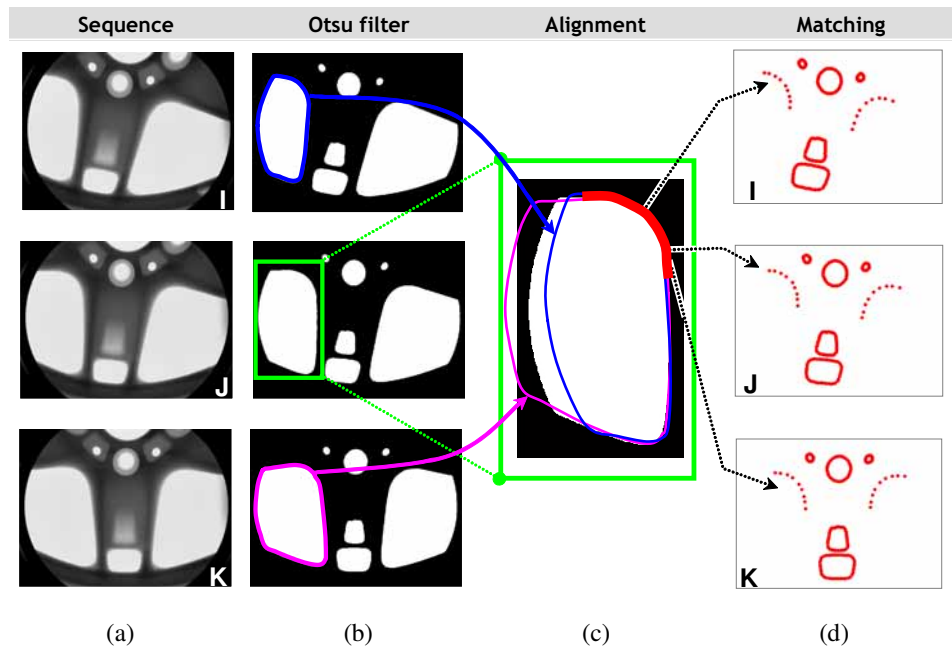 Sequence Otsu filter Alignment Matching
I I
J J
K K
(a) (b) (c) (d)